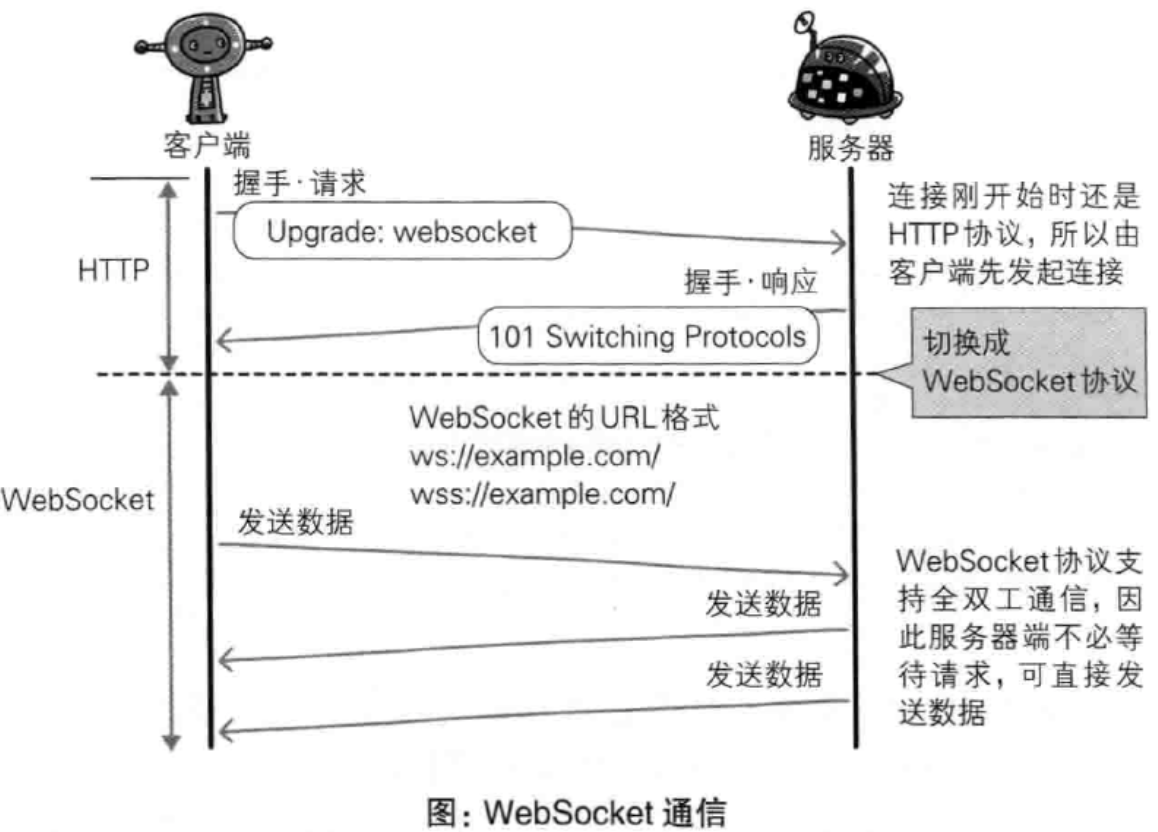 客户端
服务器
握手·请求
Upgrade: websocket
连接刚开始时还是
HTTP协议，所以由
客户端先发起连接
HTTP
握手·响应
101 Switching Protocols
切换成
WebSocket协议
WebSocket的URL格式
ws://example.com/
wss://example.com/
WebSocket
发送数据
发送数据
发送数据
WebSocket协议支
持全双工通信，因
此服务器端不必等
待请求，可直接发
送数据
图：WebSocket 通信